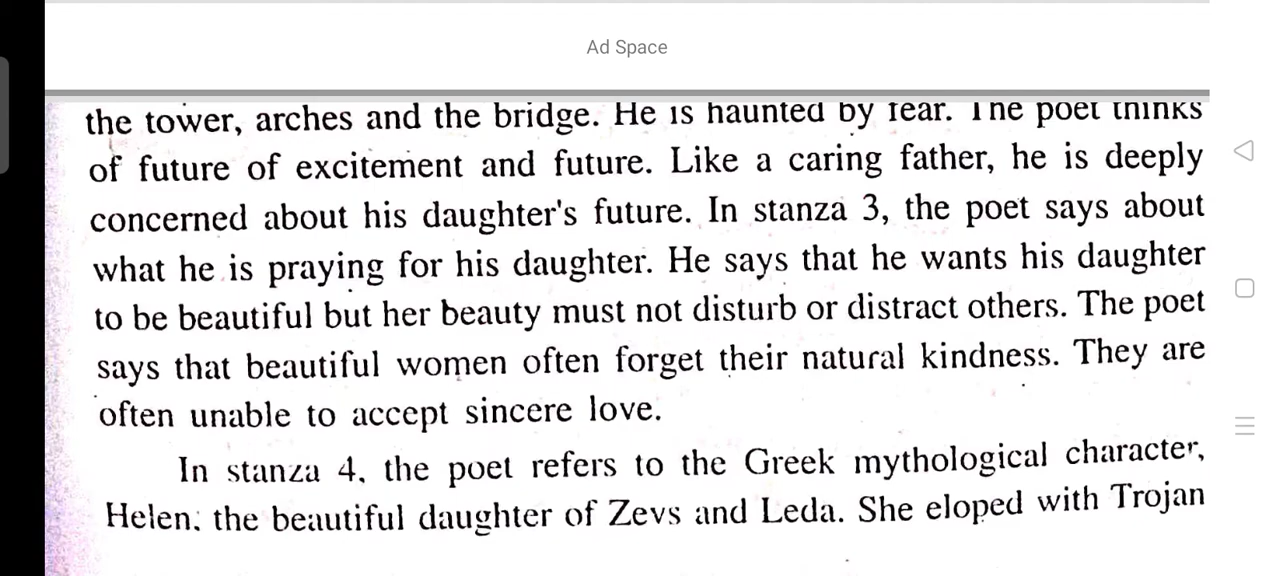 Ad Space
the tower, arches and the bridge. He is haunted by fear. The poet thinks
of future of excitement and future. Like a caring father, he is deeply
concerned about his daughter's future. In stanza 3, the poet says about
what he is praying for his daughter. He says that he wants his daughter
to be beautiful but her beauty must not disturb or distract others. The poet
says that beautiful women often forget their natural kindness. They are
often unable to accept sincere love.
In stanza 4, the poet refers to the Greek mythological character,
Helen, the beautiful daughter of Zevs and Leda. She eloped with Trojan